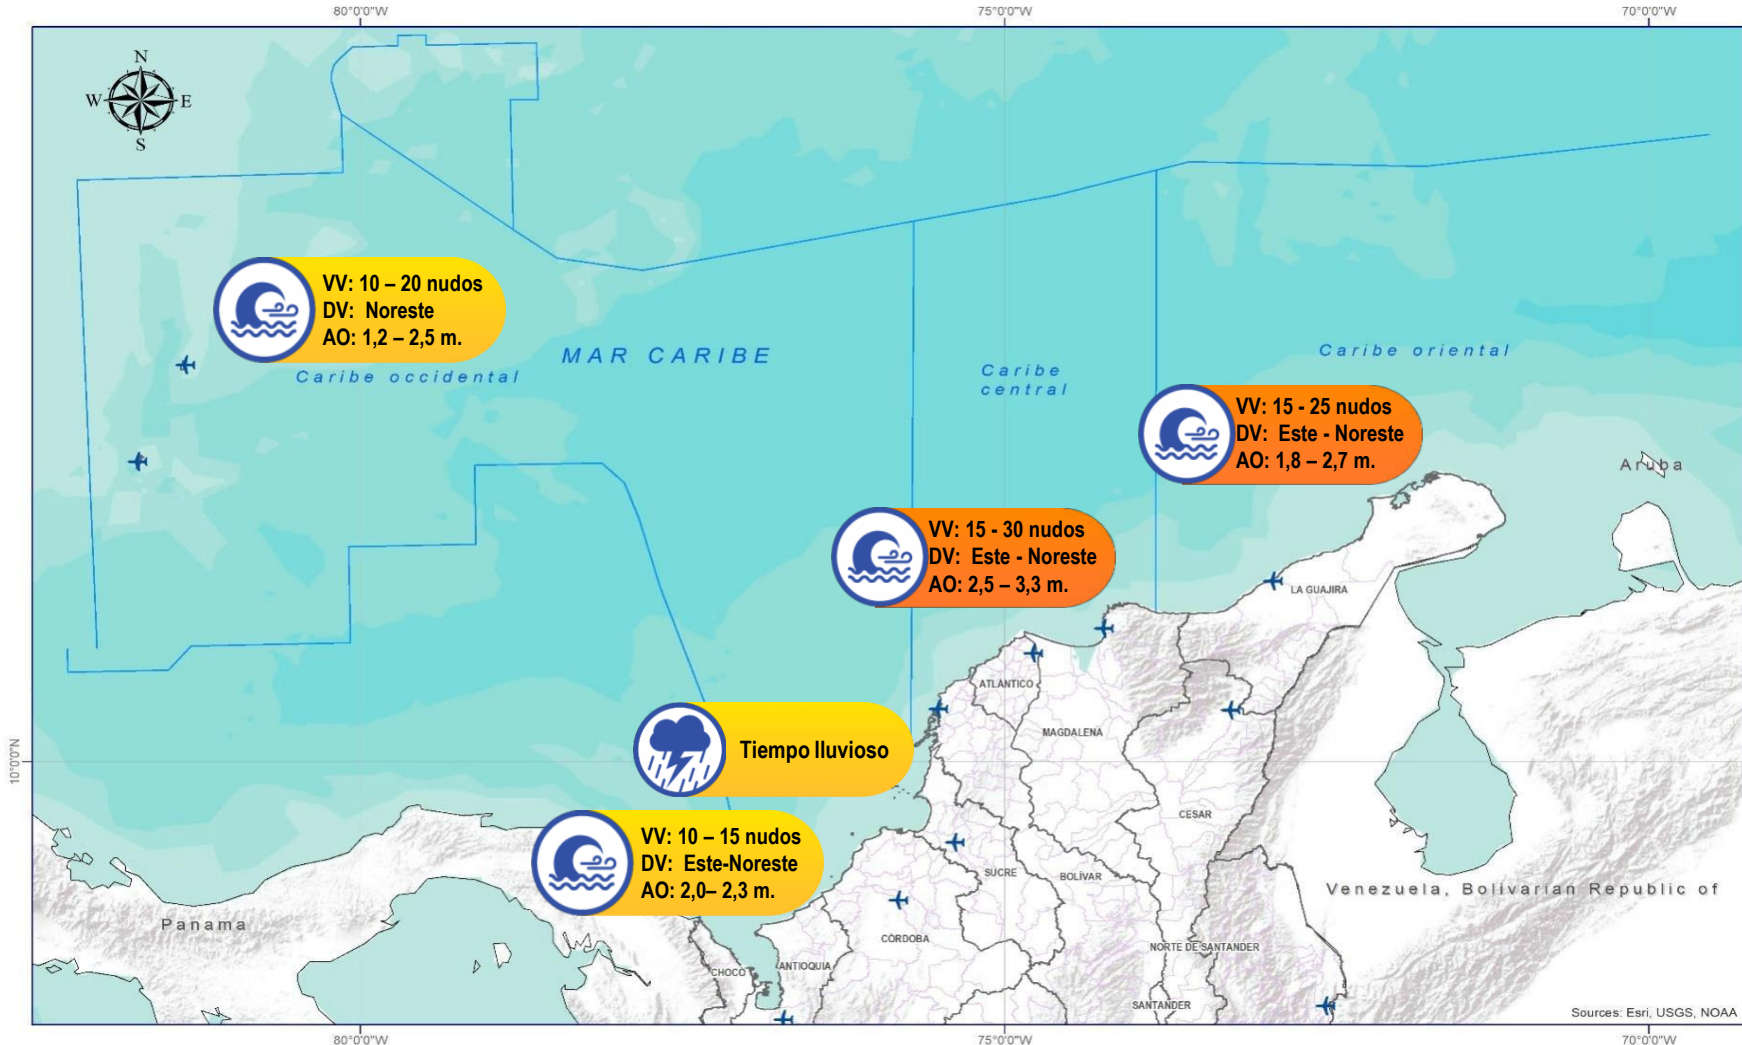 80°0'0"W
75°0'0"W
70°0'0"W
N
W
E
S
VV: 10 – 20 nudos
DV: Noreste
AO: 1,2 – 2,5 m.
MAR CARIBE
Caribe occidental
Caribe
central
Caribe oriental
VV: 15 - 25 nudos
DV: Este - Noreste
AO: 1,8 – 2,7 m.
Aruba
VV: 15 - 30 nudos
DV: Este - Noreste
AO: 2,5 – 3,3 m.
LA GUAJIRA
ATLÁNTICO
MAGDALENA
Tiempo lluvioso
10°0'0"N
CESAR
VV: 10 – 15 nudos
DV: Este-Noreste
AO: 2,0– 2,3 m.
SUCRE
BOLÍVAR
Venezuela, Bolivarian Republic of
Panama
CÓRDOBA
NORTE DE SANTANDER
CHOCÓ
ANTIOQUIA
SANTANDER
Sources: Esri, USGS, NOAA
80°0'0"W
75°0'0"W
70°0'0"W